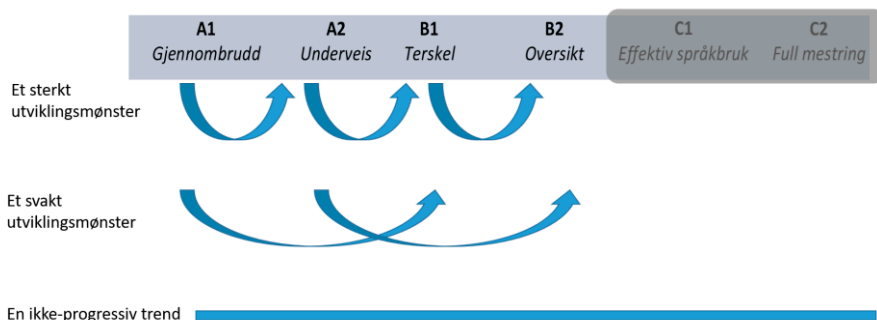 A1 A2 B1 B2 C1 C2
Gjennombrudd Underveis Terskel Oversikt Effektiv språkbruk Full mestring
Et sterkt
utviklingsmønster
Et svakt
utviklingsmønster
En ikke-progressiv trend